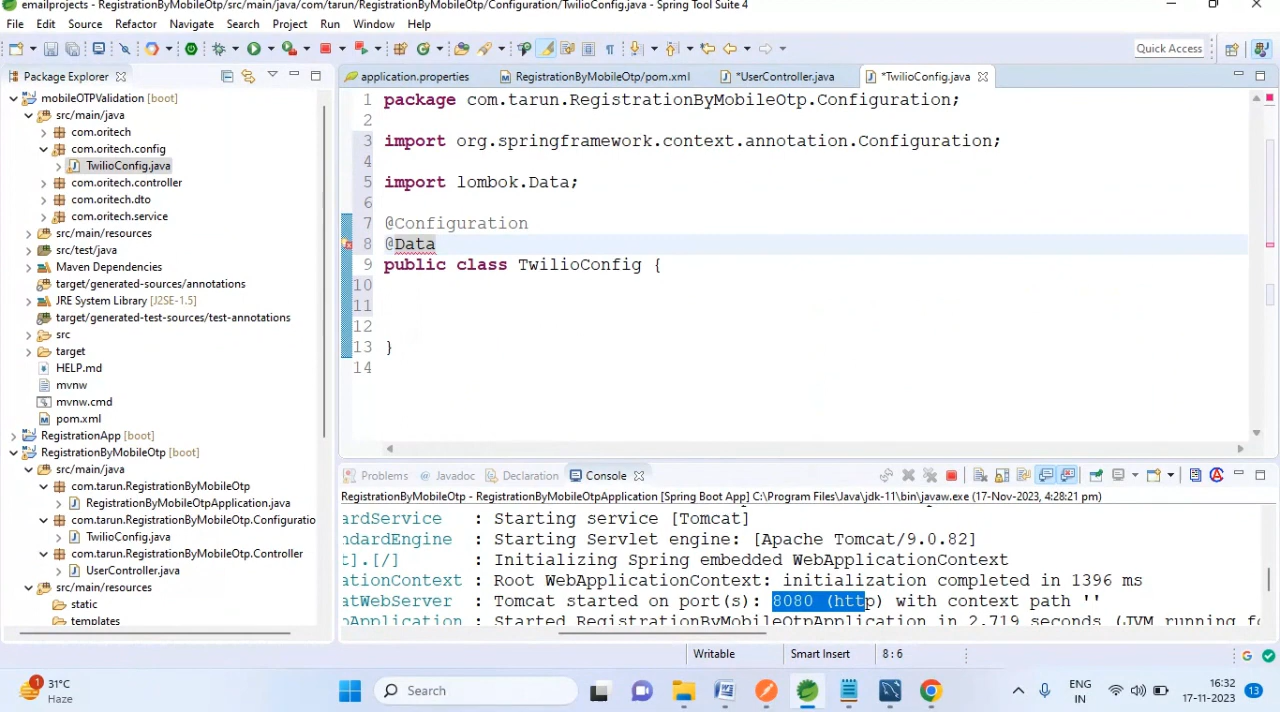 emailprojects - RegistrationByMobileOtp/src/main/java/com/tarun/RegistrationByMobileOtp/Configuration/TwilioConfig.java - Spring Tool Suite 4
File Edit Source Refactor Navigate Search Project Run Window Help
Quick Access
Package Explorer
mobileOTPValidation [boot]
src/main/java
com.oritech
com.oritech.config
TwilioConfig.java
com.oritech.controller
com.oritech.dto
com.oritech.service
src/main/resources
src/test/java
Maven Dependencies
target/generated-sources/annotations
JRE System Library [J2SE-1.5]
target/generated-test-sources/test-annotations
src
target
HELP.md
mvnw
mvnw.cmd
pom.xml
RegistrationApp [boot]
RegistrationByMobileOtp [boot]
src/main/java
com.tarun.RegistrationByMobileOtp
RegistrationByMobileOtpApplication.java
com.tarun.RegistrationByMobileOtp.Configuratio
TwilioConfig.java
com.tarun.RegistrationByMobileOtp.Controller
UserController.java
src/main/resources
static
templates
application.properties RegistrationByMobileOtp/pom.xml *UserController.java *TwilioConfig.java
1 package com.tarun.RegistrationByMobileOtp.Configuration;
2
3 import org.springframework.context.annotation.Configuration;
4
5 import lombok.Data;
6
7 @Configuration
8 @Data
9 public class TwilioConfig {
10
11
12
13 }
14
Problems @ Javadoc Declaration Console
RegistrationByMobileOtp - RegistrationByMobileOtpApplication [Spring Boot App] C:\Program Files\Java\jdk-11\bin\javaw.exe (17-Nov-2023, 4:28:21 pm)
ardService : Starting service [Tomcat]
ndardEngine : Starting Servlet engine: [Apache Tomcat/9.0.82]
t].[/] : Initializing Spring embedded WebApplicationContext
ationContext : Root WebApplicationContext: initialization completed in 1396 ms
atWebServer : Tomcat started on port(s): 8080 (http) with context path ''
pApplication : Started RegistrationByMobileOtpApplication in 2.719 seconds (JVM running fo
Writable Smart Insert 8 : 6
31°C
Haze
1
Search
ENG
IN
16:32
17-11-2023
13